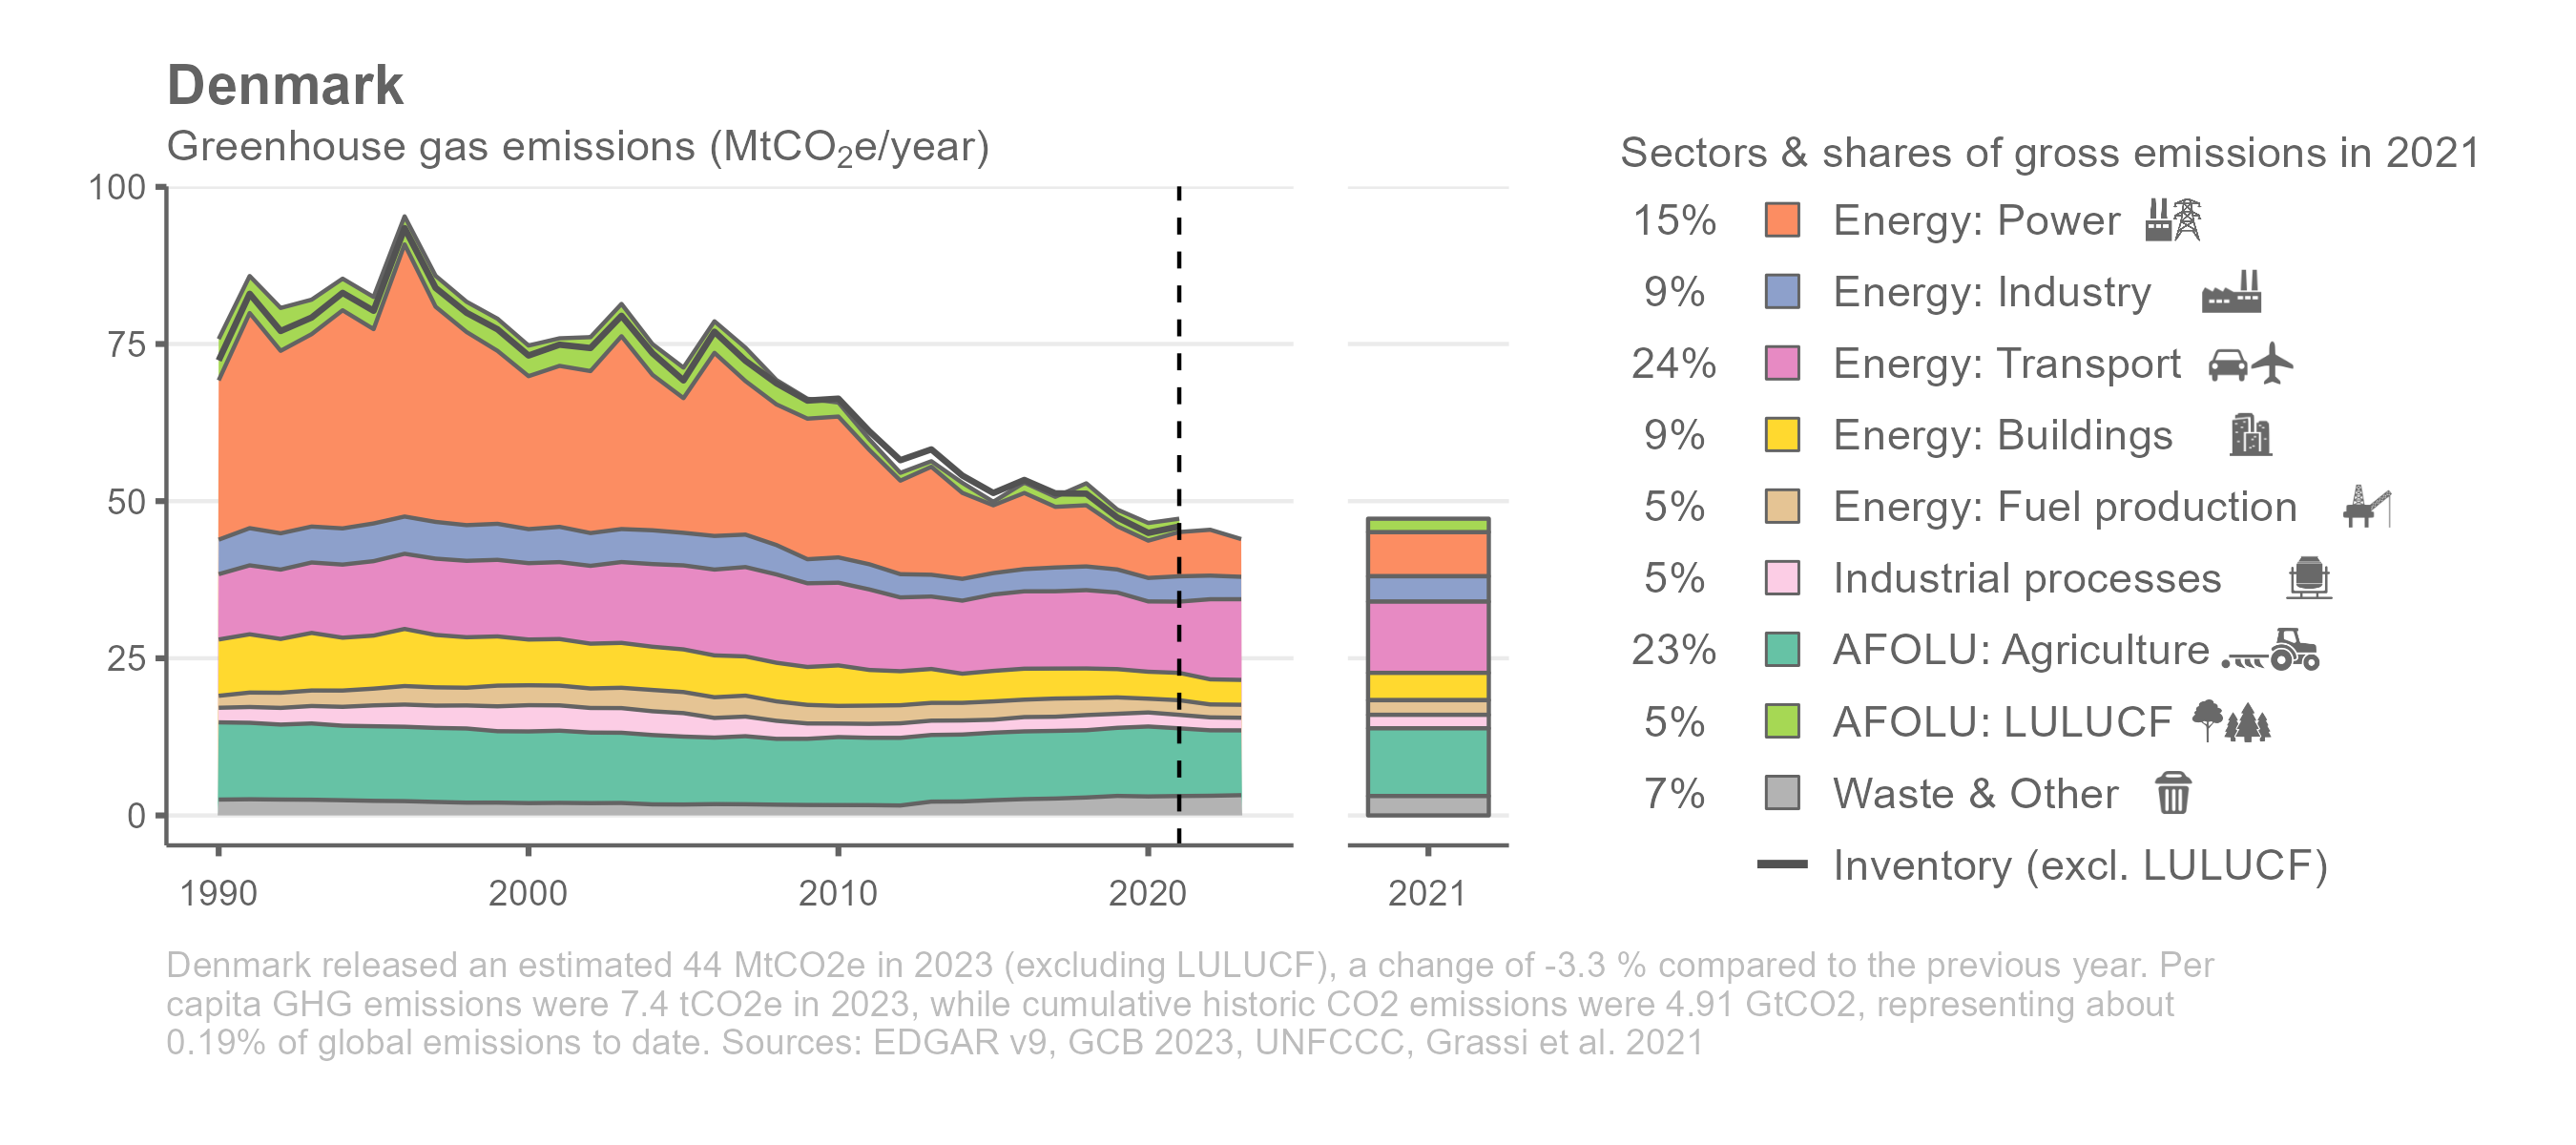 Denmark
Greenhouse gas emissions (MtCO₂e/year)
100
75
50
25
0
1990 2000 2010 2020 2021
Sectors & shares of gross emissions in 2021
15% Energy: Power
9% Energy: Industry
24% Energy: Transport
9% Energy: Buildings
5% Energy: Fuel production
5% Industrial processes
23% AFOLU: Agriculture
5% AFOLU: LULUCF
7% Waste & Other
Inventory (excl. LULUCF)
Denmark released an estimated 44 MtCO2e in 2023 (excluding LULUCF), a change of -3.3 % compared to the previous year. Per
capita GHG emissions were 7.4 tCO2e in 2023, while cumulative historic CO2 emissions were 4.91 GtCO2, representing about
0.19% of global emissions to date. Sources: EDGAR v9, GCB 2023, UNFCCC, Grassi et al. 2021